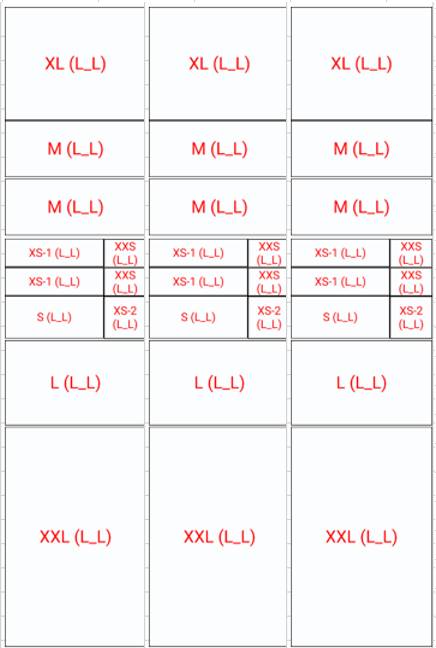 XL (L_L) XL (L_L) XL (L_L)
M (L_L) M (L_L) M (L_L)
M (L_L) M (L_L) M (L_L)
XS-1 (L_L) XXS (L_L) XS-1 (L_L) XXS (L_L) XS-1 (L_L) XXS (L_L)
XS-1 (L_L) XXS (L_L) XS-1 (L_L) XXS (L_L) XS-1 (L_L) XXS (L_L)
S (L_L) XS-2 (L_L) S (L_L) XS-2 (L_L) S (L_L) XS-2 (L_L)
L (L_L) L (L_L) L (L_L)
XXL (L_L) XXL (L_L) XXL (L_L)